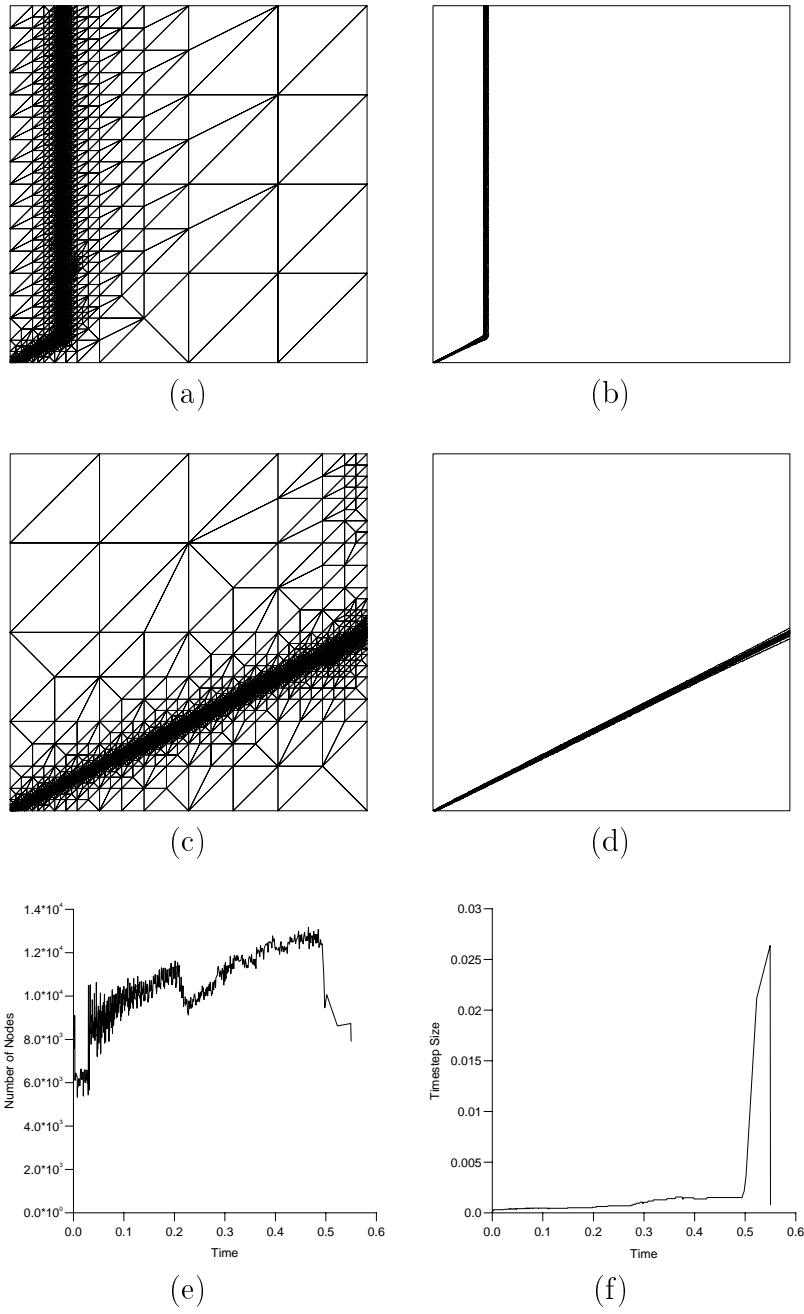 (a)
(b)
(c)
(d)
1.4*10⁴
1.2*10⁴
1.0*10⁴
8.0*10³
6.0*10³
4.0*10³
2.0*10³
0.0*10⁰
Number of Nodes
0.0 0.1 0.2 0.3 0.4 0.5 0.6
Time
(e)
0.03
0.025
0.02
0.015
0.01
0.005
0.0
Timestep Size
0.0 0.1 0.2 0.3 0.4 0.5 0.6
Time
(f)